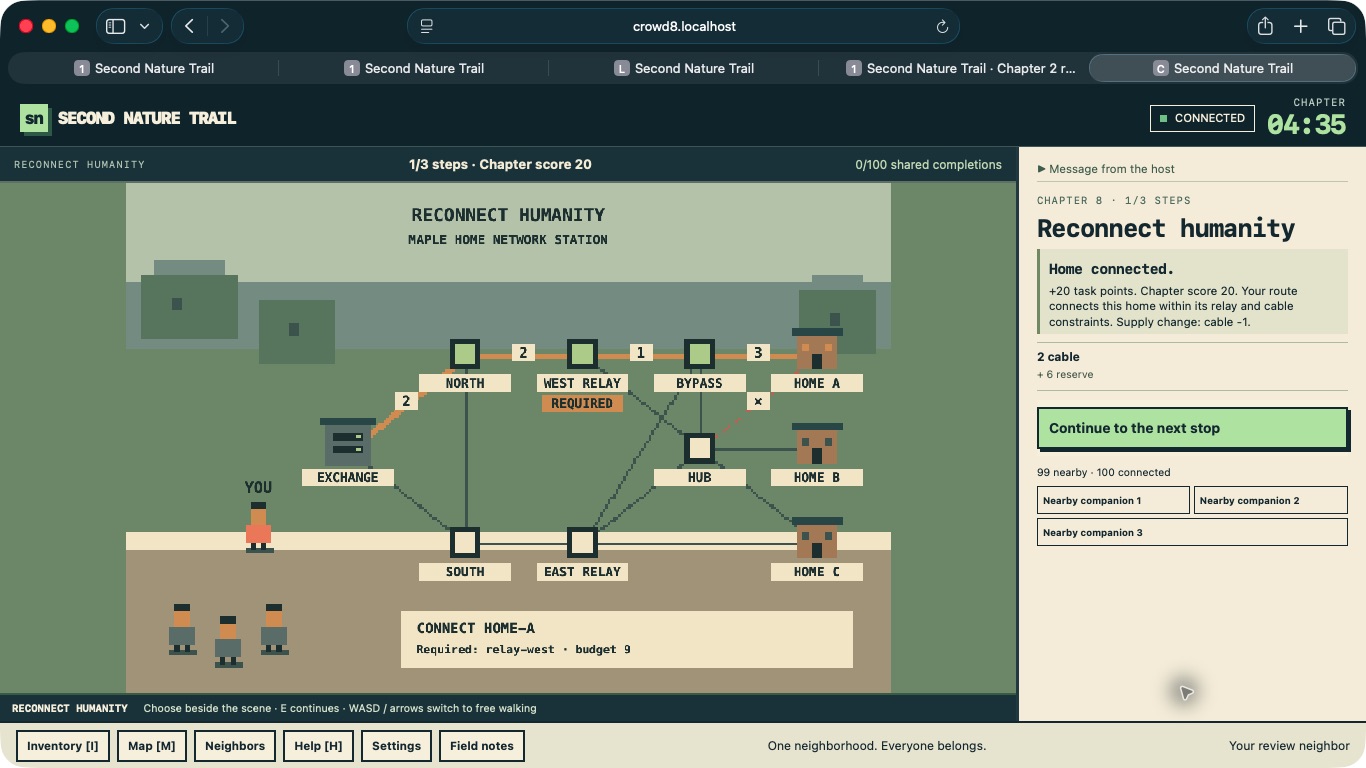 crowd8.localhost
1 Second Nature Trail
1 Second Nature Trail
L Second Nature Trail
1 Second Nature Trail · Chapter 2 r...
C Second Nature Trail
sn SECOND NATURE TRAIL
CONNECTED
CHAPTER
04:35
RECONNECT HUMANITY
1/3 steps · Chapter score 20
0/100 shared completions
RECONNECT HUMANITY
MAPLE HOME NETWORK STATION
2
1
3
NORTH
WEST RELAY
BYPASS
HOME A
2
REQUIRED
×
EXCHANGE
HUB
HOME B
YOU
SOUTH
EAST RELAY
HOME C
CONNECT HOME-A
Required: relay-west · budget 9
Message from the host
CHAPTER 8 · 1/3 STEPS
Reconnect humanity
Home connected.
+20 task points. Chapter score 20. Your route
connects this home within its relay and cable
constraints. Supply change: cable -1.
2 cable
+ 6 reserve
Continue to the next stop
99 nearby · 100 connected
Nearby companion 1
Nearby companion 2
Nearby companion 3
RECONNECT HUMANITY
Choose beside the scene · E continues · WASD / arrows switch to free walking
Inventory [I]
Map [M]
Neighbors
Help [H]
Settings
Field notes
One neighborhood. Everyone belongs.
Your review neighbor